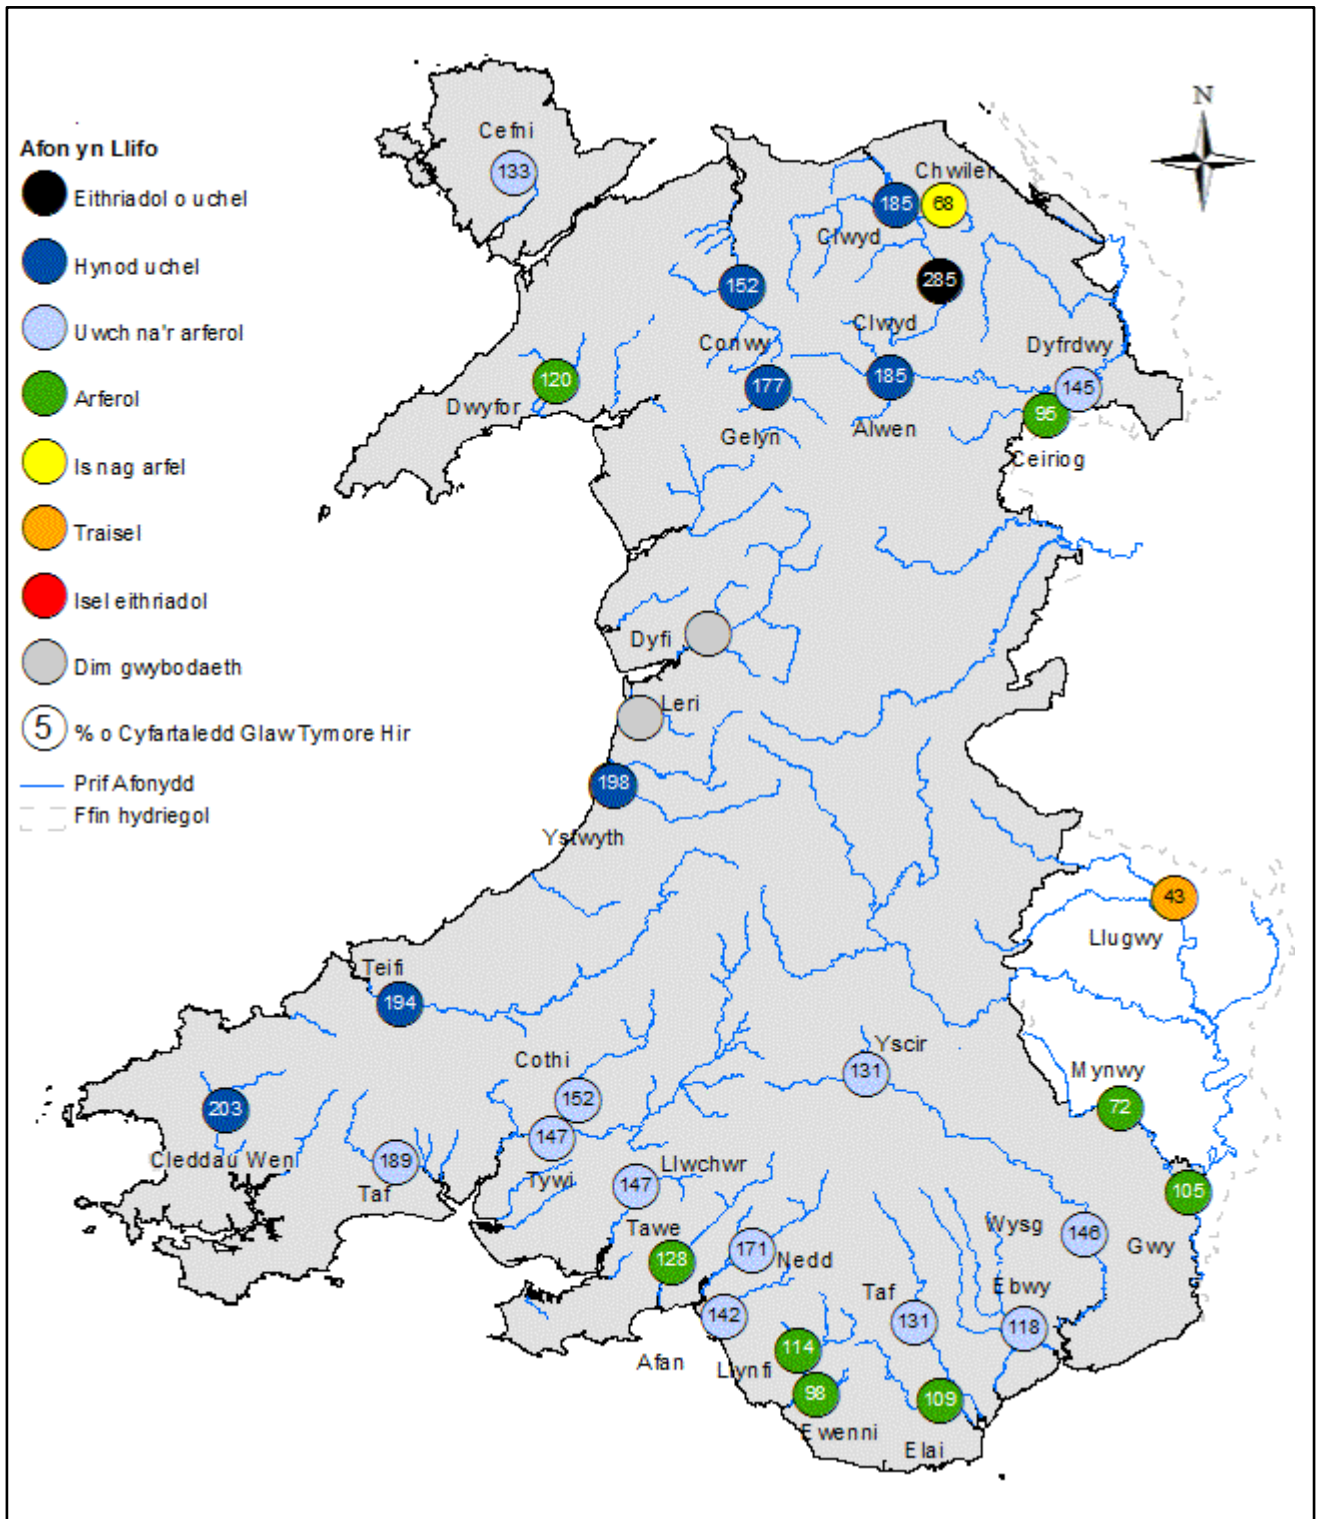 N
Afon yn Llifo
Eithriadol o uchel
Hynod uchel
Uwch na'r arferol
Arferol
Is nag arfel
Traisel
Isel eithriadol
Dim gwybodaeth
5 % o Cyfartaledd Glaw Tymore Hir
Prif Afonydd
Ffin hydriegol
Cefni
133
Chwiler
185
68
Clwyd
285
152
Clwyd
Conwy
Dyfrdwy
120
177
185
145
Dwyfor
95
Gelyn
Alwen
Ceiriog
Dyfi
Leri
198
Ystwyth
43
Llugwy
Teifi
194
Cothi
Yscir
131
Mynwy
152
72
203
147
Cleddau Wen
189
Tywi
Llwchwr
Taf
147
105
Tawe
Wysg
146
Gwy
128
171
Nedd
Ebwy
Taf
142
131
118
Afan
Llynfi
114
98
109
Ewenni
Elai